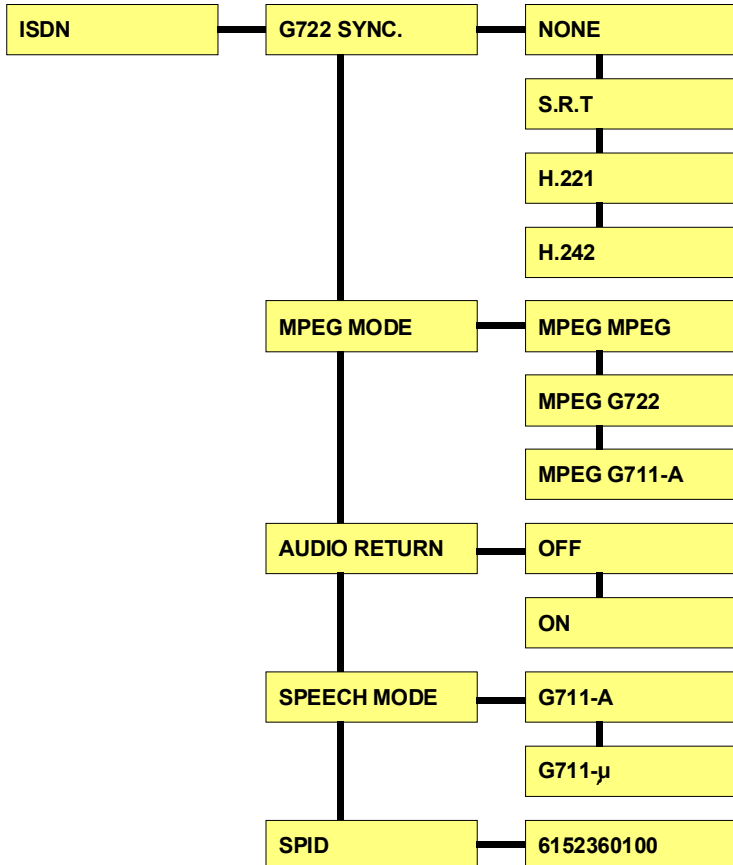 ISDN
G722 SYNC.
NONE
S.R.T
H.221
H.242
MPEG MODE
MPEG MPEG
MPEG G722
MPEG G711-A
AUDIO RETURN
OFF
ON
SPEECH MODE
G711-A
G711-µ
SPID
6152360100